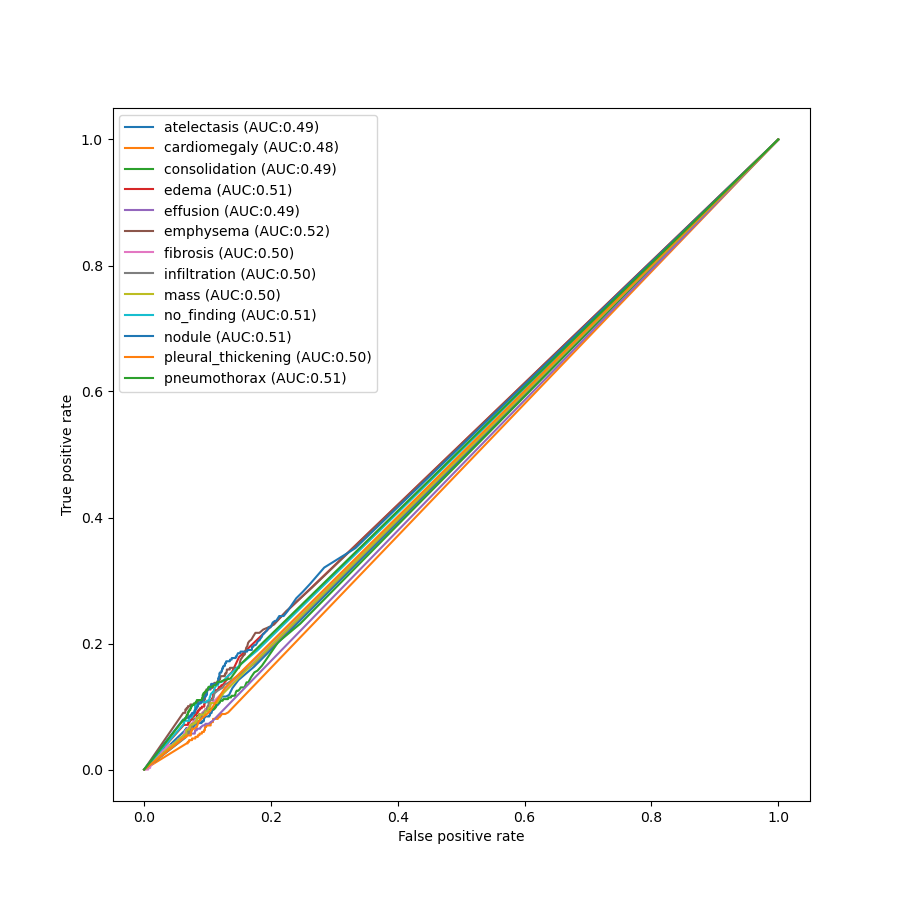 atelectasis (AUC:0.49)
cardiomegaly (AUC:0.48)
consolidation (AUC:0.49)
edema (AUC:0.51)
effusion (AUC:0.49)
emphysema (AUC:0.52)
fibrosis (AUC:0.50)
infiltration (AUC:0.50)
mass (AUC:0.50)
no_finding (AUC:0.51)
nodule (AUC:0.51)
pleural_thickening (AUC:0.50)
pneumothorax (AUC:0.51)
1.0
0.8
0.6
0.4
0.2
0.0
True positive rate
0.0 0.2 0.4 0.6 0.8 1.0
False positive rate